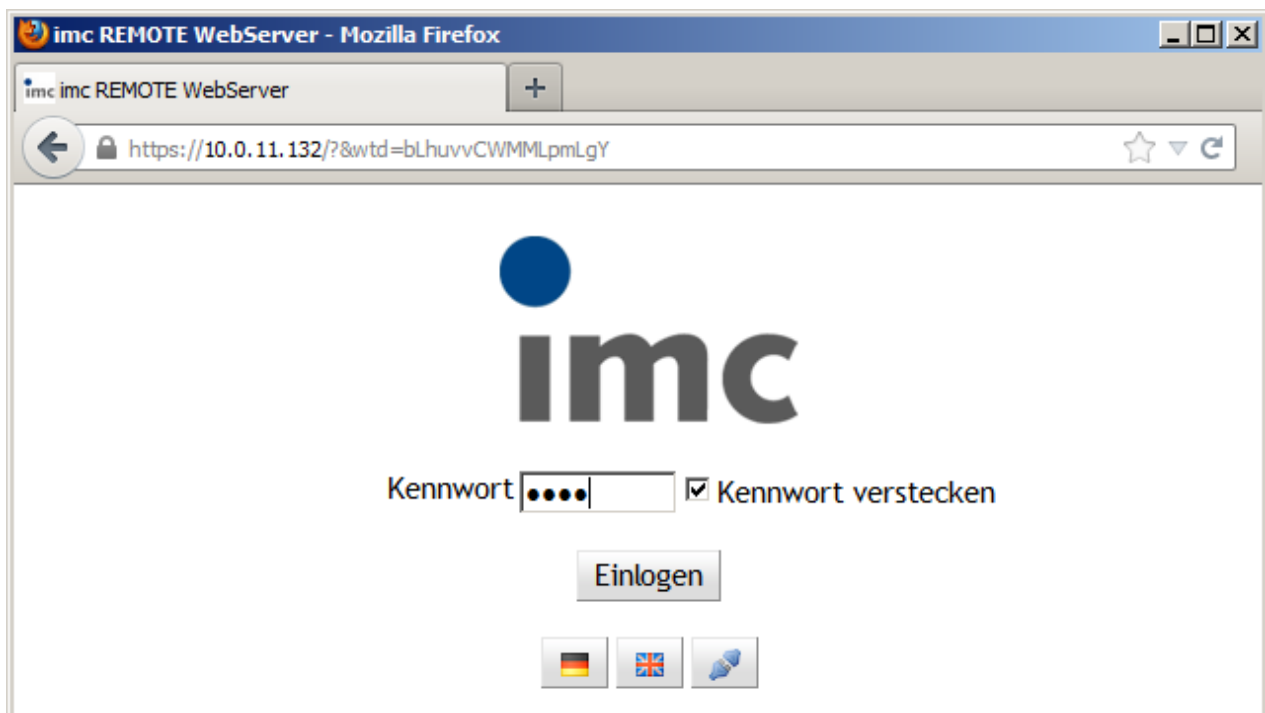 imc REMOTE WebServer - Mozilla Firefox
imc imc REMOTE WebServer
https://10.0.11.132/?&wtd=bLhuvvCWMMLpmLgY
imc
Kennwort •••• Kennwort verstecken
Einlogen